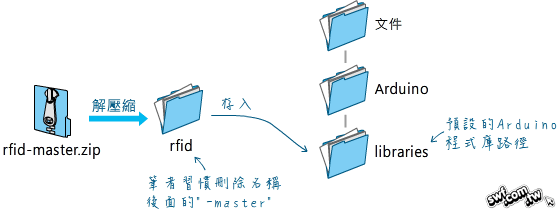 文件
解壓縮
存入
Arduino
rfid-master.zip
rfid
libraries
預設的Arduino
程式庫路徑
筆者習慣刪除名稱
後面的"-master"
swf.com.tw